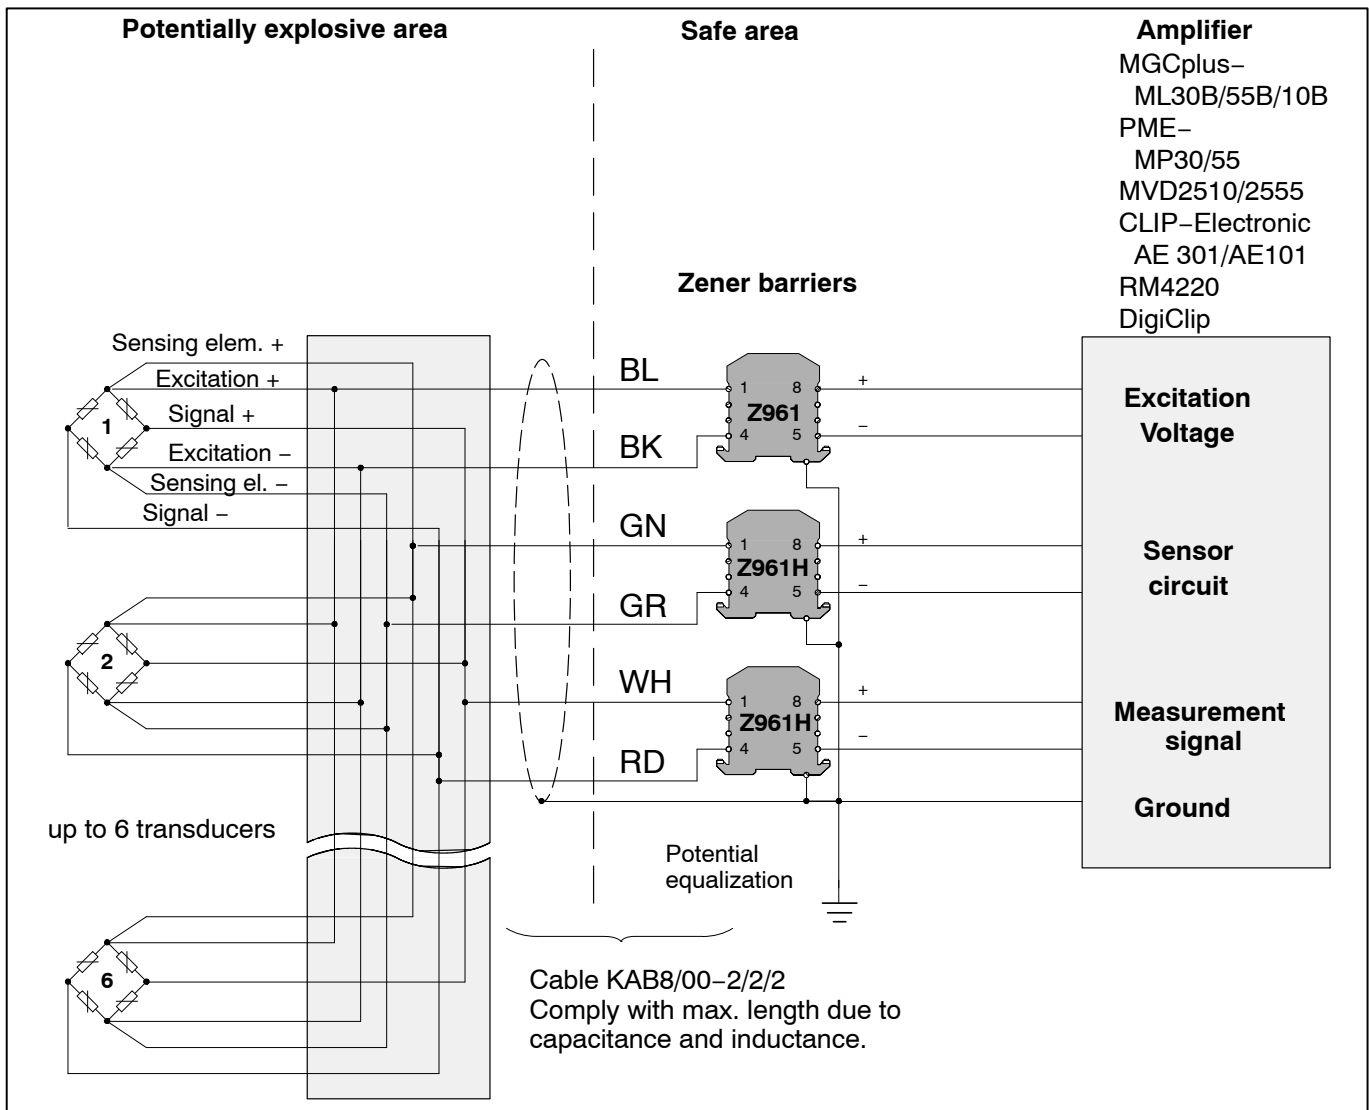 Potentially explosive area
Safe area
Amplifier
MGCplus−
ML30B/55B/10B
PME−
MP30/55
MVD2510/2555
CLIP−Electronic
AE 301/AE101
RM4220
DigiClip
Zener barriers
Sensing elem. +
Excitation +
Signal +
Excitation −
Sensing el. −
Signal −
1
BL
BK
1 8
Z961
4 5
+
−
Excitation
Voltage
GN
GR
1 8
Z961H
4 5
+
−
Sensor
circuit
2
WH
RD
1 8
Z961H
4 5
+
−
Measurement
signal
Ground
up to 6 transducers
Potential
equalization
6
Cable KAB8/00−2/2/2
Comply with max. length due to
capacitance and inductance.